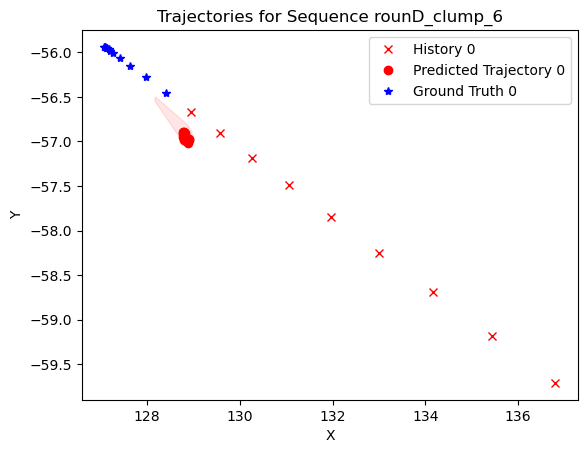 Trajectories for Sequence rounD_clump_6
History 0
Predicted Trajectory 0
Ground Truth 0
Y
−56.0
−56.5
−57.0
−57.5
−58.0
−58.5
−59.0
−59.5
128
130
132
134
136
X